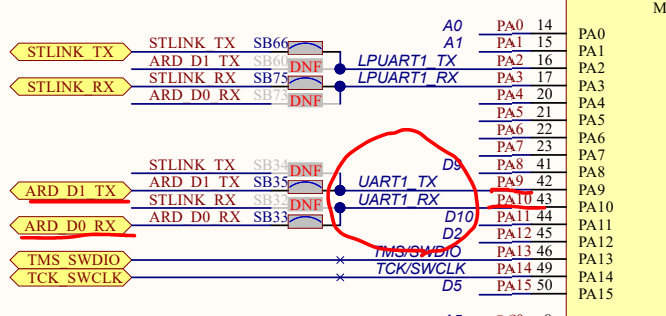 M
A0 PA0 14 PA0
STLINK_TX STLINK_TX SB66 A1 PA1 15 PA1
ARD_D1_TX SB60 DNF LPUART1_TX PA2 16 PA2
STLINK_RX STLINK_RX SB75 LPUART1_RX PA3 17 PA3
ARD_D0_RX SB73 DNF PA4 20 PA4
PA5 21 PA5
PA6 22 PA6
PA7 23 PA7
STLINK_TX SB34 DNF D9 PA8 41 PA8
ARD_D1_TX ARD_D1_TX SB35 UART1_TX PA9 42 PA9
STLINK_RX SB32 DNF UART1_RX PA10 43 PA10
ARD_D0_RX ARD_D0_RX SB33 D10 PA11 44 PA11
D2 PA12 45 PA12
TMS_SWDIO TMS/SWDIO PA13 46 PA13
TCK_SWCLK TCK/SWCLK PA14 49 PA14
D5 PA15 50 PA15